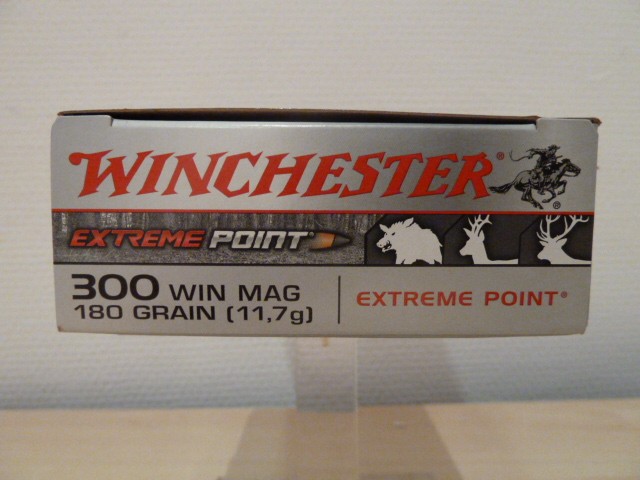 WINCHESTER®
®
EXTREME POINT®
300 WIN MAG
180 GRAIN (11,7g)
EXTREME POINT®